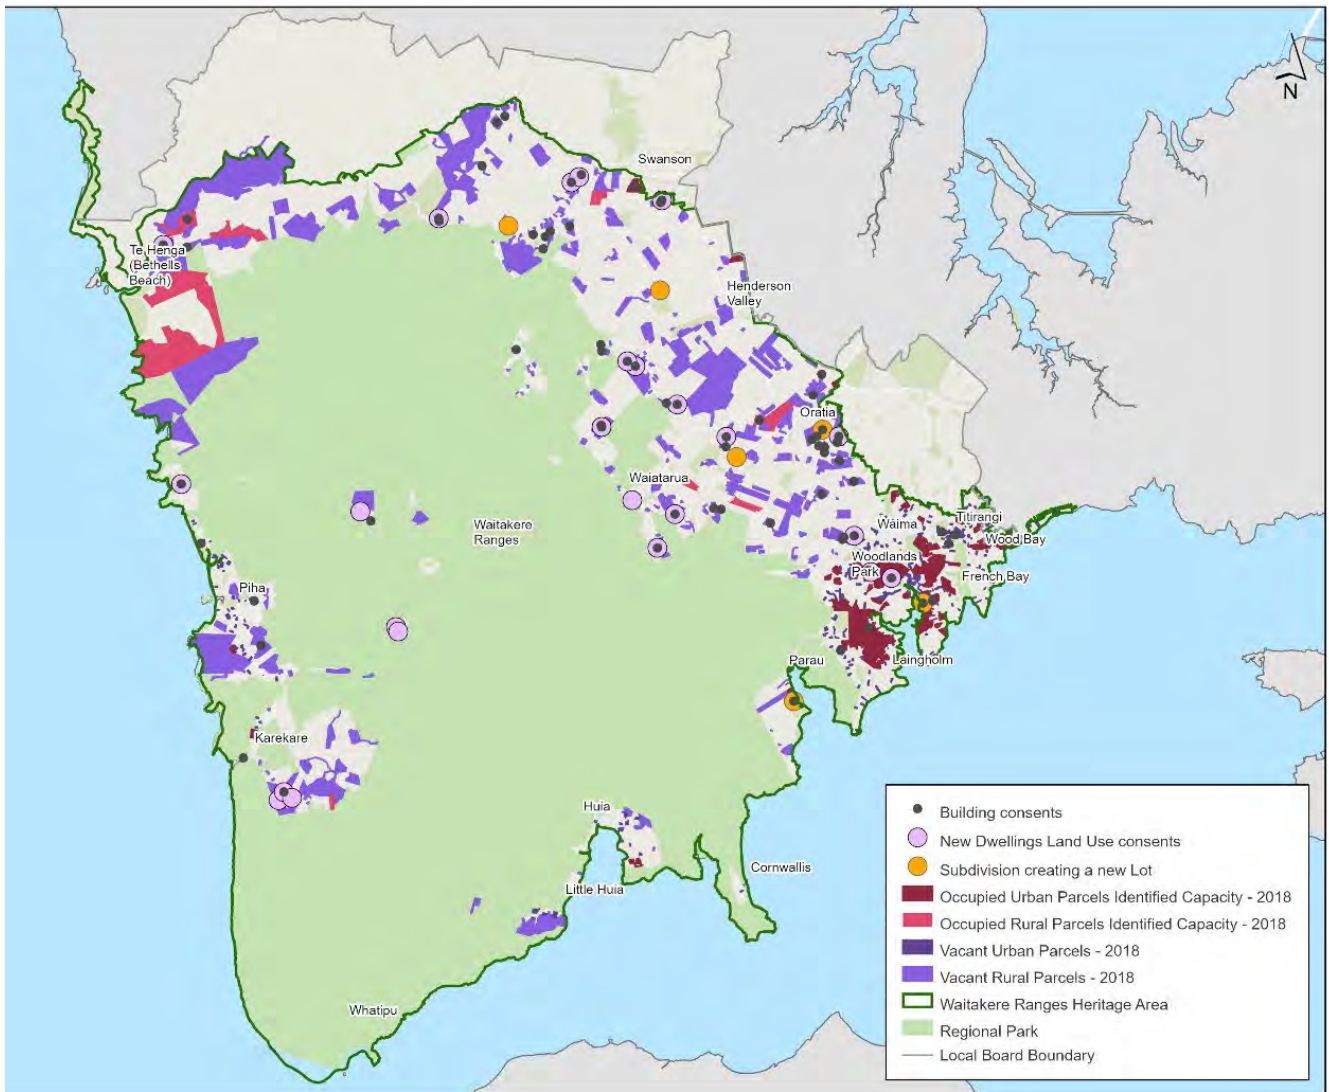 N
Swanson
Te Henga
(Bethells
Beach)
Henderson
Valley
Oratia
Waiatarua
Waitakere
Ranges
Waima
Titirangi
Wood Bay
Woodlands
Park
French Bay
Piha
Parau
Laingholm
Karekare
Huia
Cornwallis
Little Huia
Whatipu
Building consents
New Dwellings Land Use consents
Subdivision creating a new Lot
Occupied Urban Parcels Identified Capacity - 2018
Occupied Rural Parcels Identified Capacity - 2018
Vacant Urban Parcels - 2018
Vacant Rural Parcels - 2018
Waitakere Ranges Heritage Area
Regional Park
Local Board Boundary